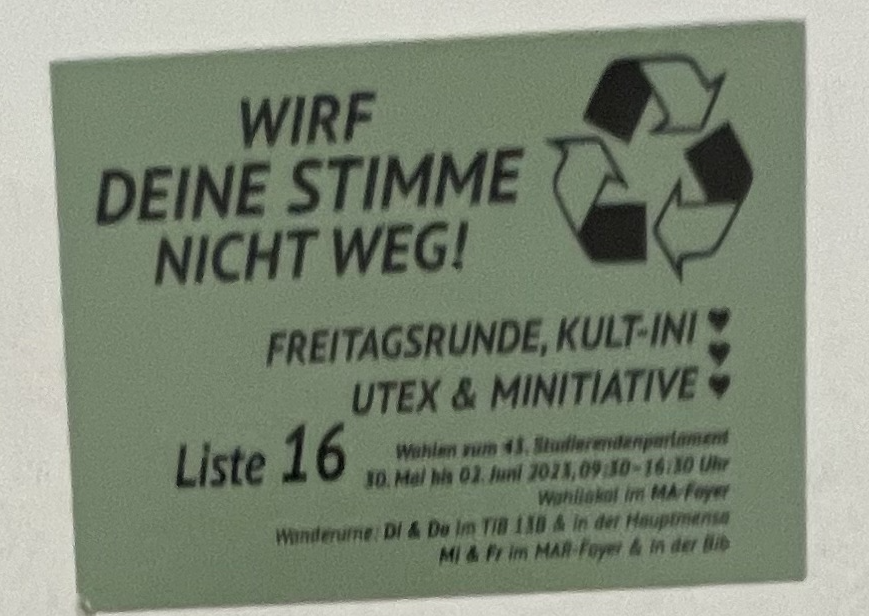 WIRF
DEINE STIMME
NICHT WEG!
FREITAGSRUNDE, KULT-INI ♥
♥
UTEX & MINITIATIVE ♥
Liste 16
Wahlen zum 43. Studierendenparlament
30. Mai bis 02. Juni 2023, 09:30-16:30 Uhr
Wahllokal im MA-Foyer
Wanderurne: Di & Do im TIB 13B & in der Hauptmensa
Mi & Fr im MAR-Foyer & in der Bib